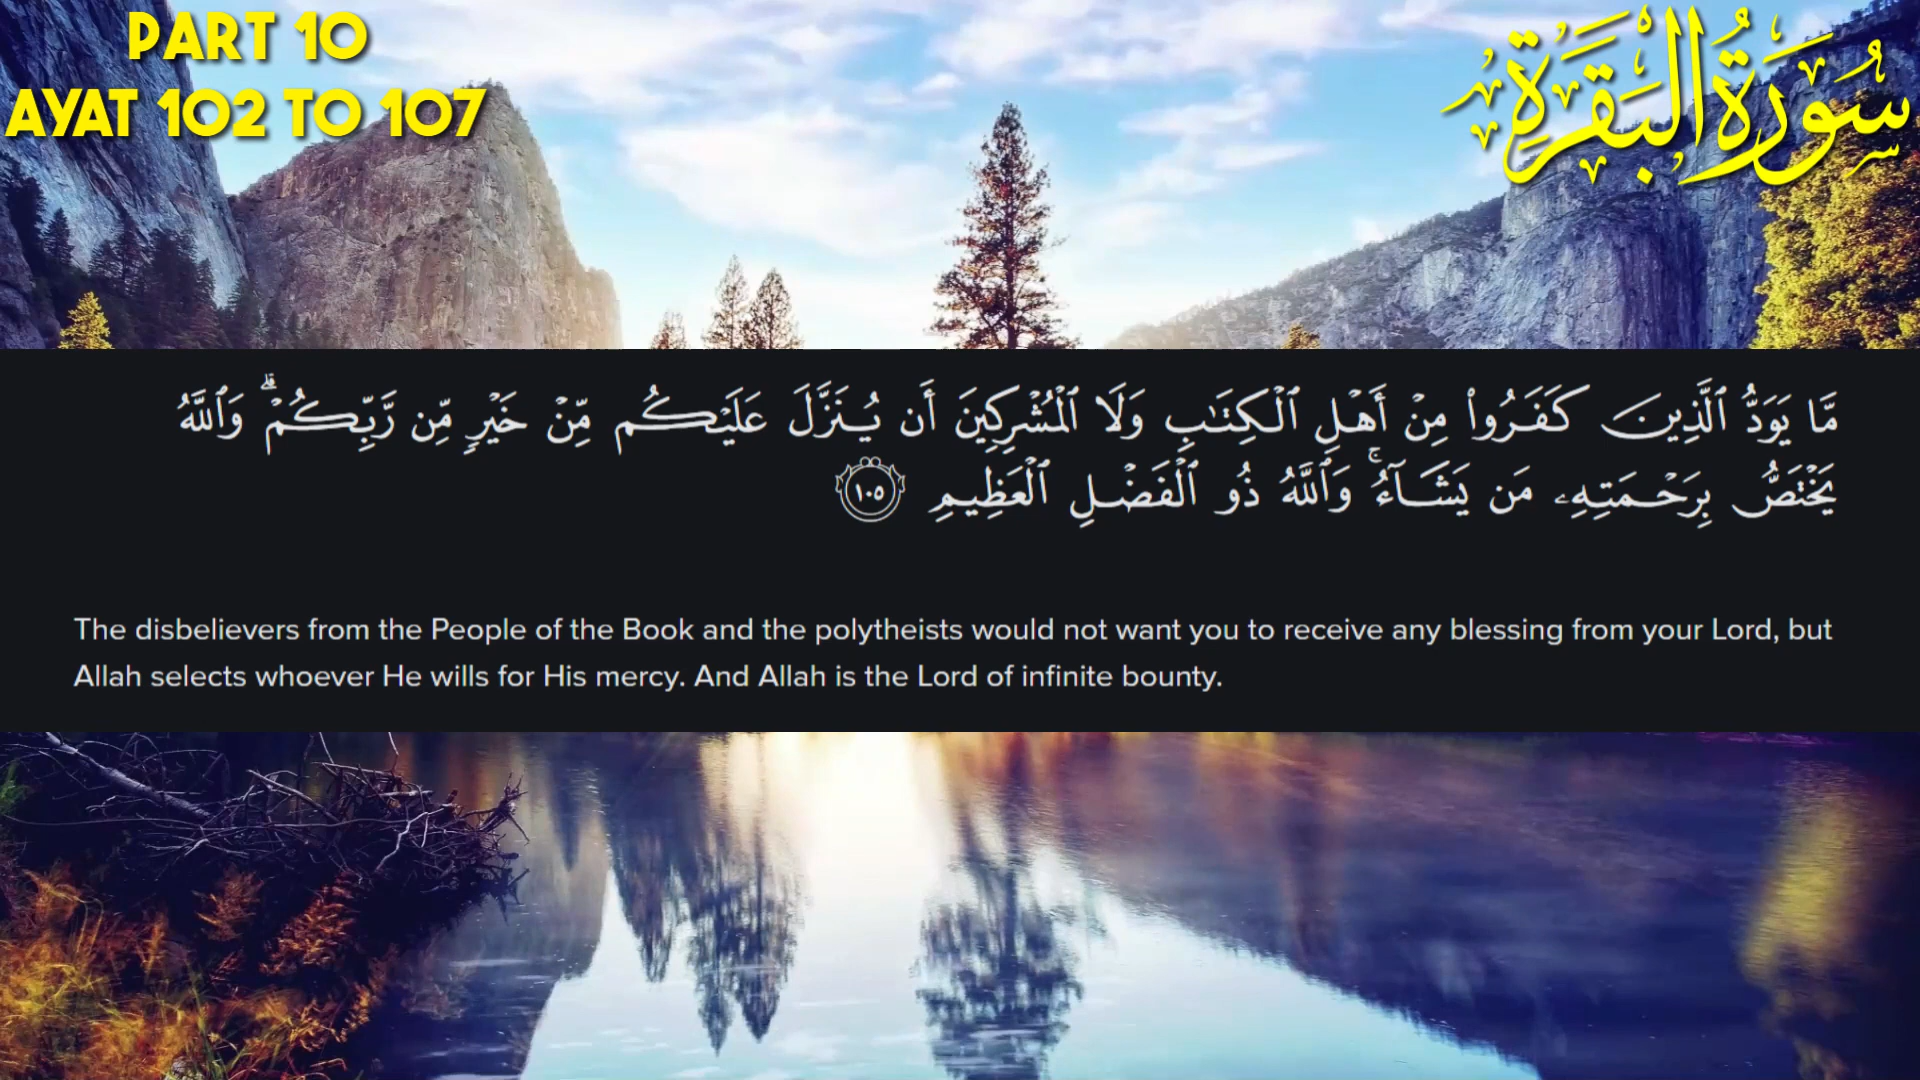 PART 10
AYAT 102 TO 107
سُورَةُ البَقَرَةِ
مَّا يَوَدُّ ٱلَّذِينَ كَفَرُوا۟ مِنْ أَهْلِ ٱلْكِتَـٰبِ وَلَا ٱلْمُشْرِكِينَ أَن يُنَزَّلَ عَلَيْكُم مِّنْ خَيْرٍ مِّن رَّبِّكُمْ ۗ وَٱللَّهُ
يَخْتَصُّ بِرَحْمَتِهِۦ مَن يَشَآءُ ۚ وَٱللَّهُ ذُو ٱلْفَضْلِ ٱلْعَظِيمِ ١٠٥
The disbelievers from the People of the Book and the polytheists would not want you to receive any blessing from your Lord, but
Allah selects whoever He wills for His mercy. And Allah is the Lord of infinite bounty.